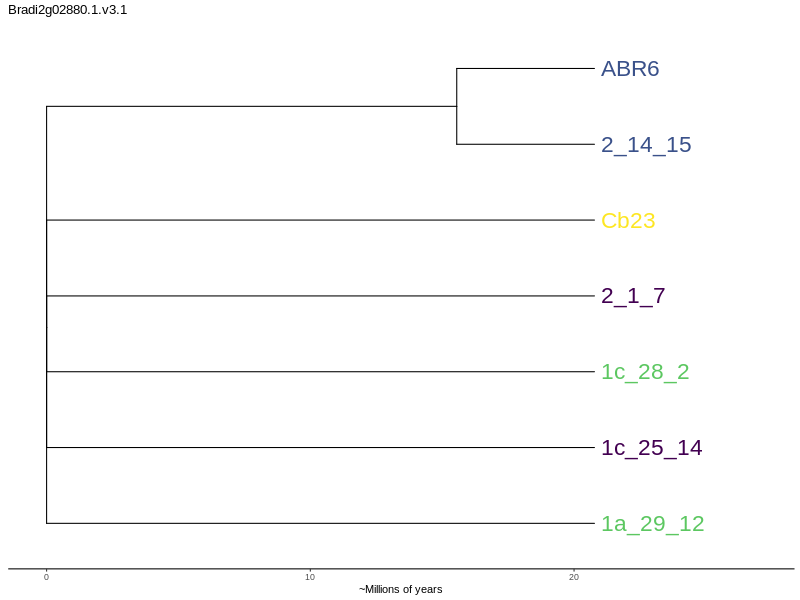 Bradi2g02880.1.v3.1
ABR6
2_14_15
Cb23
2_1_7
1c_28_2
1c_25_14
1a_29_12
0 10 20
~Millions of years